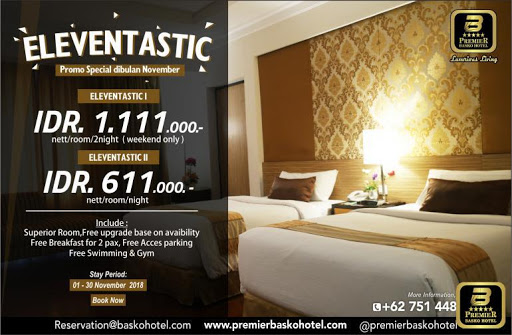 ELEVENTASTIC
Promo Special dibulan November
ELEVENTASTIC I
IDR. 1.111.000.-
nett/room/2night ( weekend only )
ELEVENTASTIC II
IDR. 611.000.-
nett/room/night
Include :
Superior Room,Free upgrade base on avaibility
Free Breakfast for 2 pax, Free Acces parking
Free Swimming & Gym
Stay Period:
01 - 30 November 2018
Book Now
B
PREMIER
BASKO HOTEL
Luxurious Living
More Information,
+62 751 448
B
PREMIER
BASKO HOTEL
Reservation@baskohotel.com
www.premierbaskohotel.com
@premierbaskohote